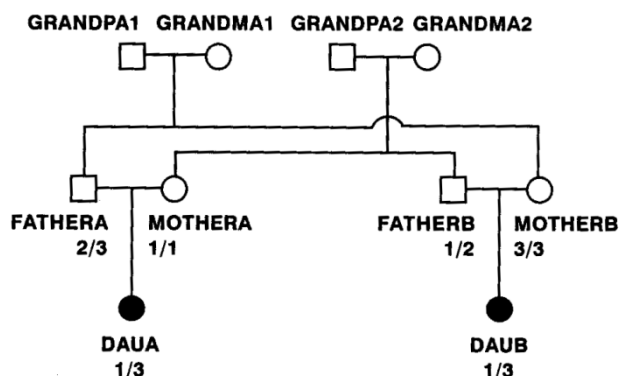 GRANDPA1 GRANDMA1 GRANDPA2 GRANDMA2
FATHERA MOTHERA FATHERB MOTHERB
2/3 1/1 1/2 3/3
DAUA DAUB
1/3 1/3